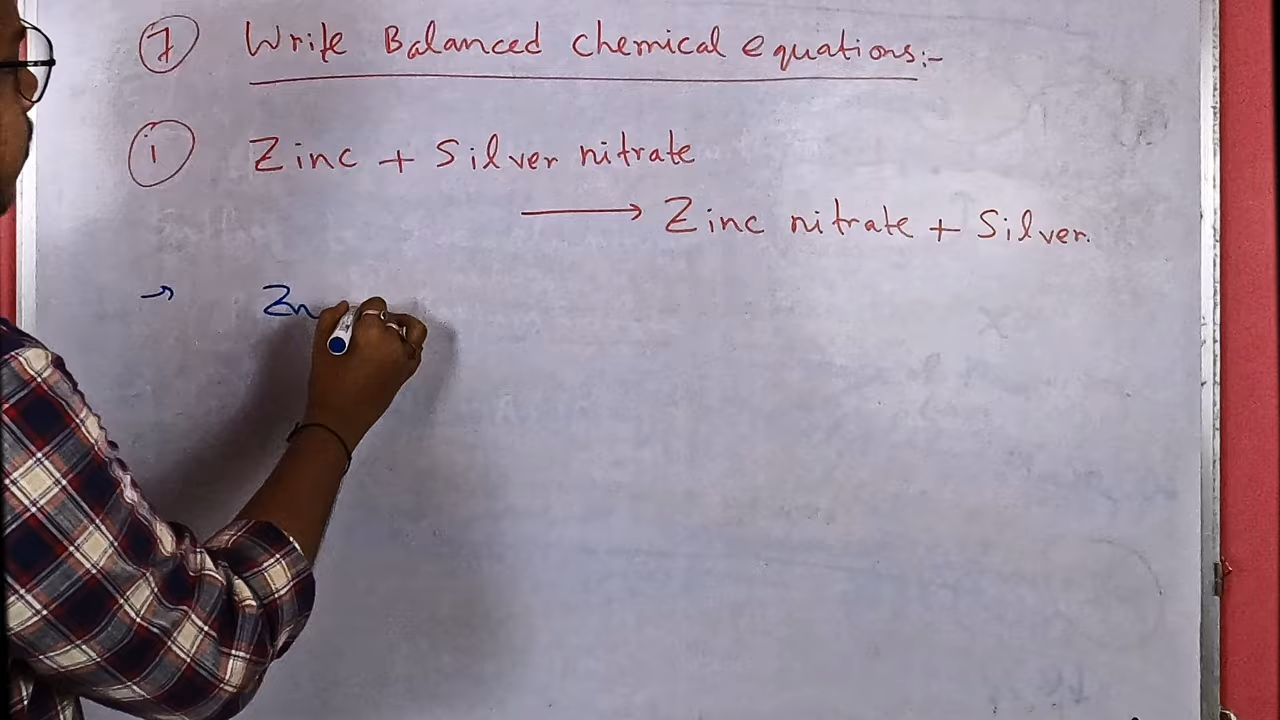 7 Write Balanced chemical equations:-
i Zinc + Silver nitrate
⟶ Zinc nitrate + Silver.
→ Zn